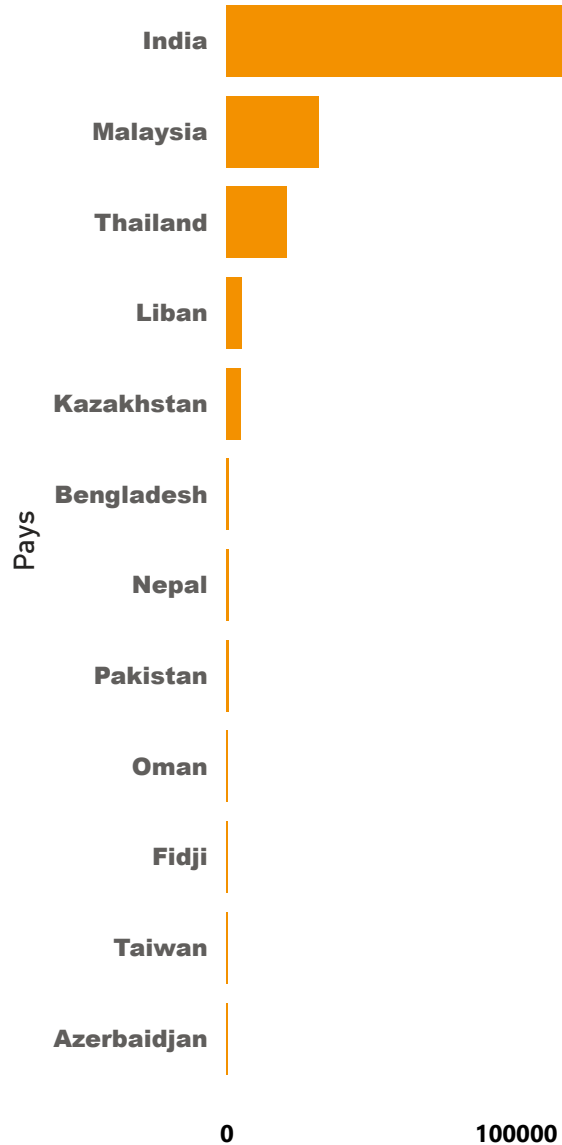 India
Malaysia
Thailand
Liban
Kazakhstan
Bengladesh
Pays
Nepal
Pakistan
Oman
Fidji
Taiwan
Azerbaidjan
0 100000